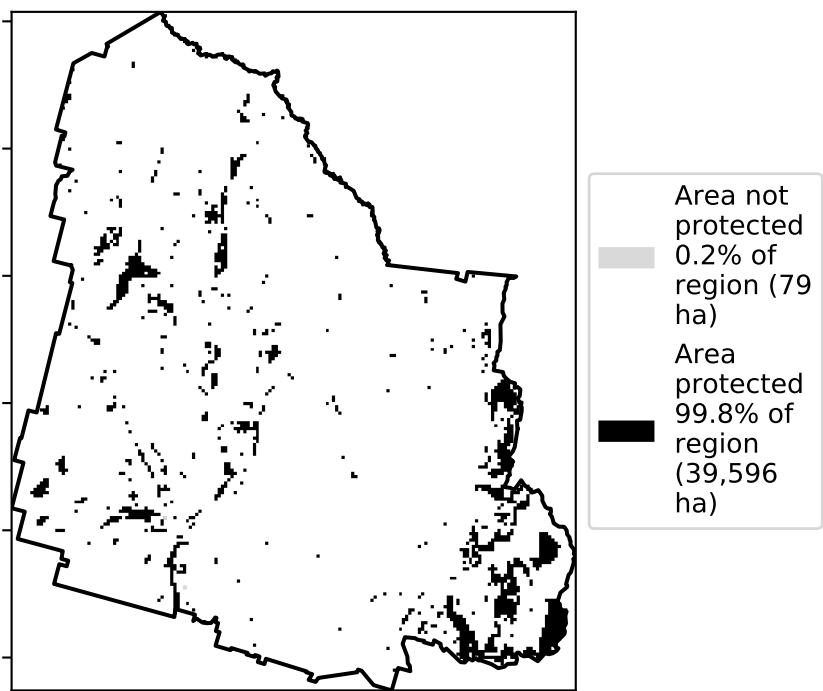 Area not
protected
0.2% of
region (79
ha)
Area
protected
99.8% of
region
(39,596
ha)